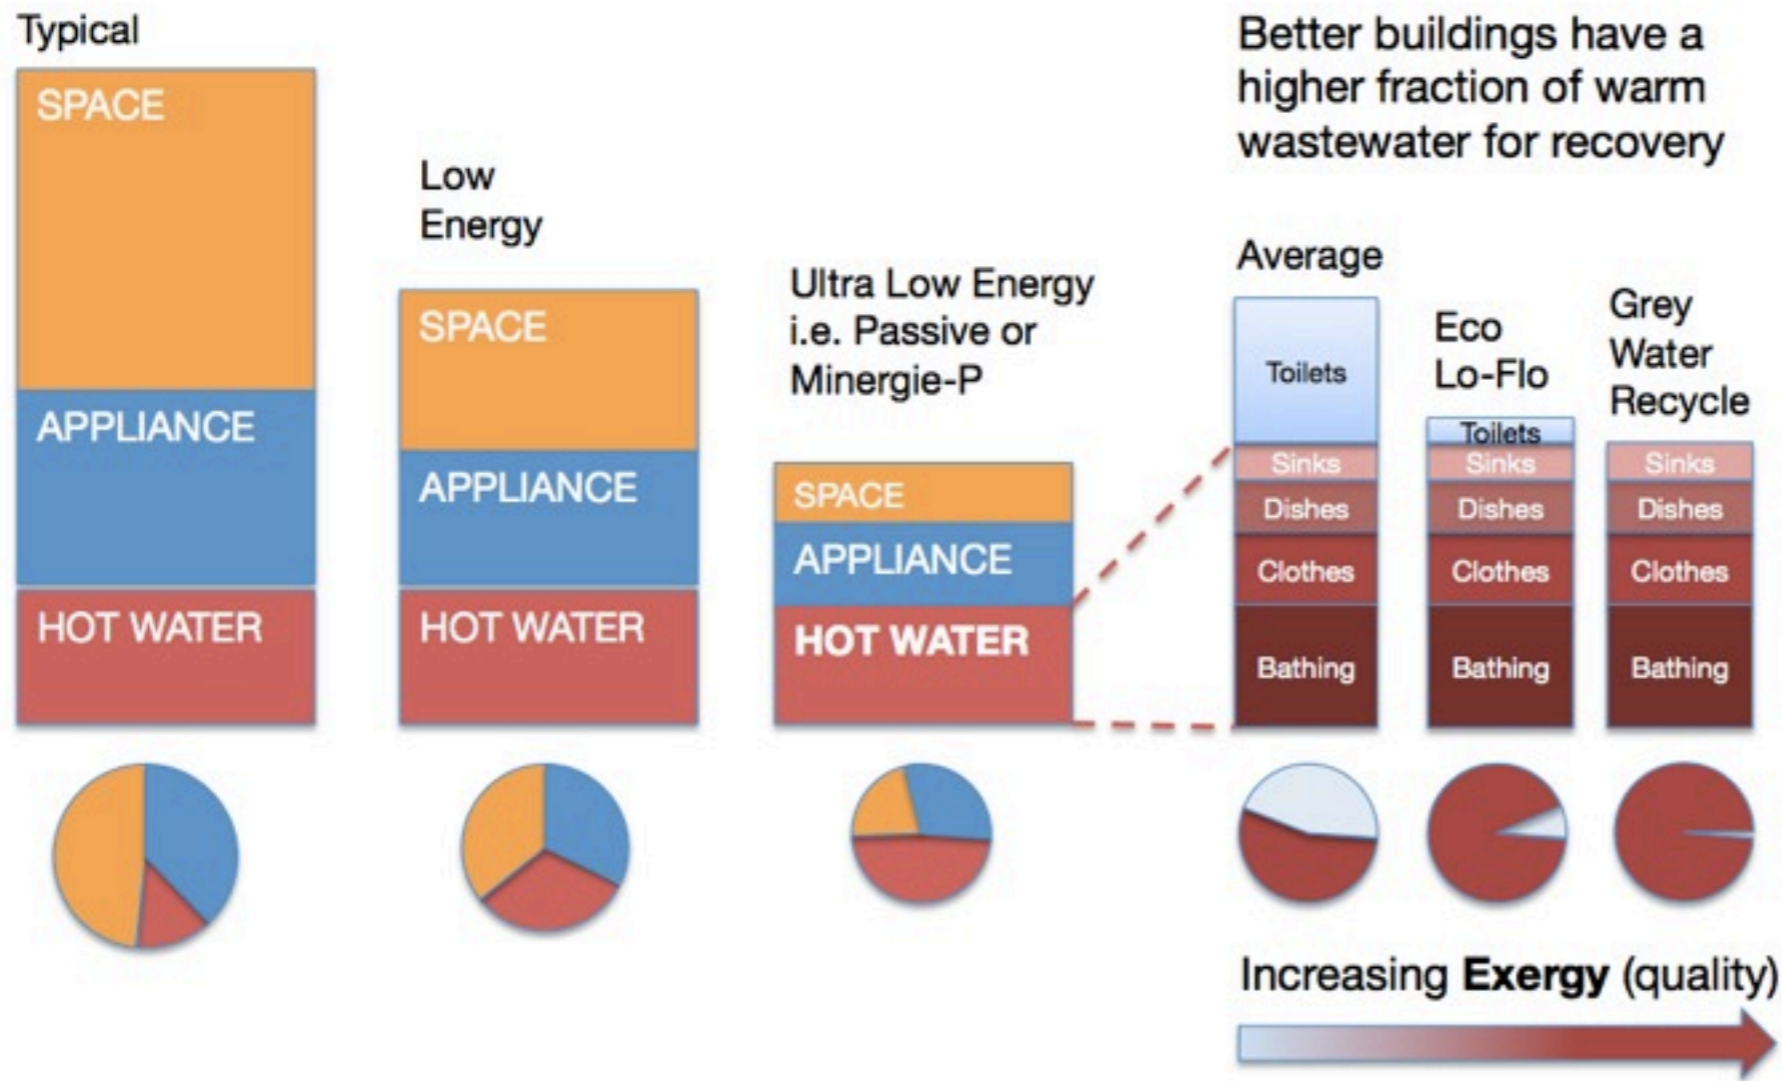 Typical
SPACE
APPLIANCE
HOT WATER
Low
Energy
SPACE
APPLIANCE
HOT WATER
Ultra Low Energy
i.e. Passive or
Minergie-P
SPACE
APPLIANCE
HOT WATER
Better buildings have a
higher fraction of warm
wastewater for recovery
Average
Toilets
Sinks
Dishes
Clothes
Bathing
Eco
Lo-Flo
Toilets
Sinks
Dishes
Clothes
Bathing
Grey
Water
Recycle
Sinks
Dishes
Clothes
Bathing
Increasing Exergy (quality)